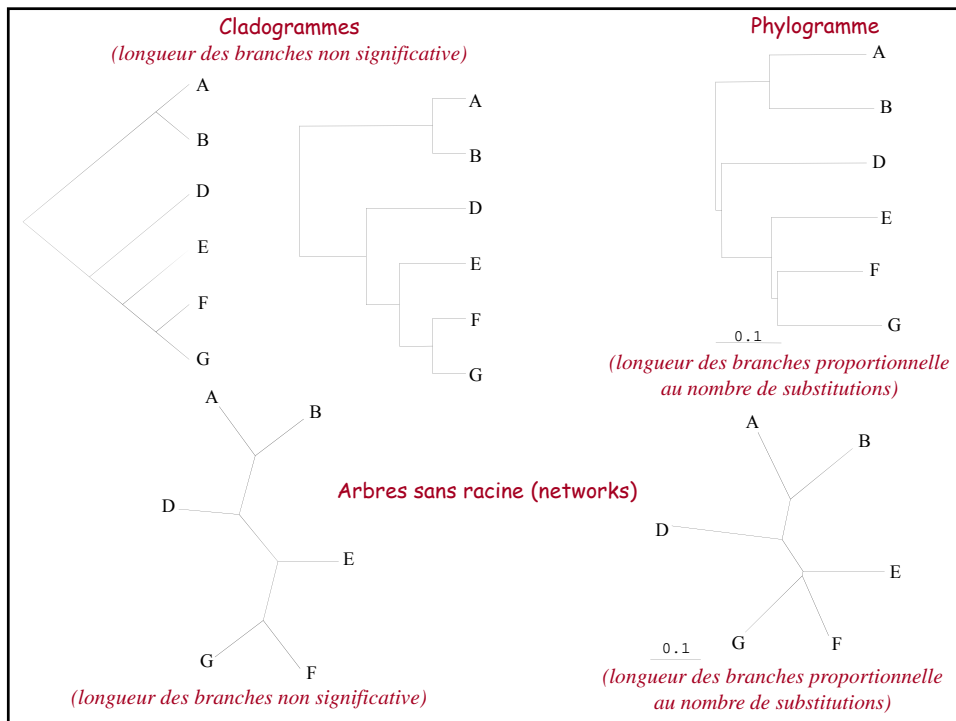 Cladogrammes
(longueur des branches non significative)
A
B
D
E
F
G
A
B
D
E
F
G
Phylogramme
A
B
D
E
F
G
0.1
(longueur des branches proportionnelle
au nombre de substitutions)
Arbres sans racine (networks)
A
B
D
E
G
F
(longueur des branches non significative)
A
B
D
E
G
F
0.1
(longueur des branches proportionnelle
au nombre de substitutions)